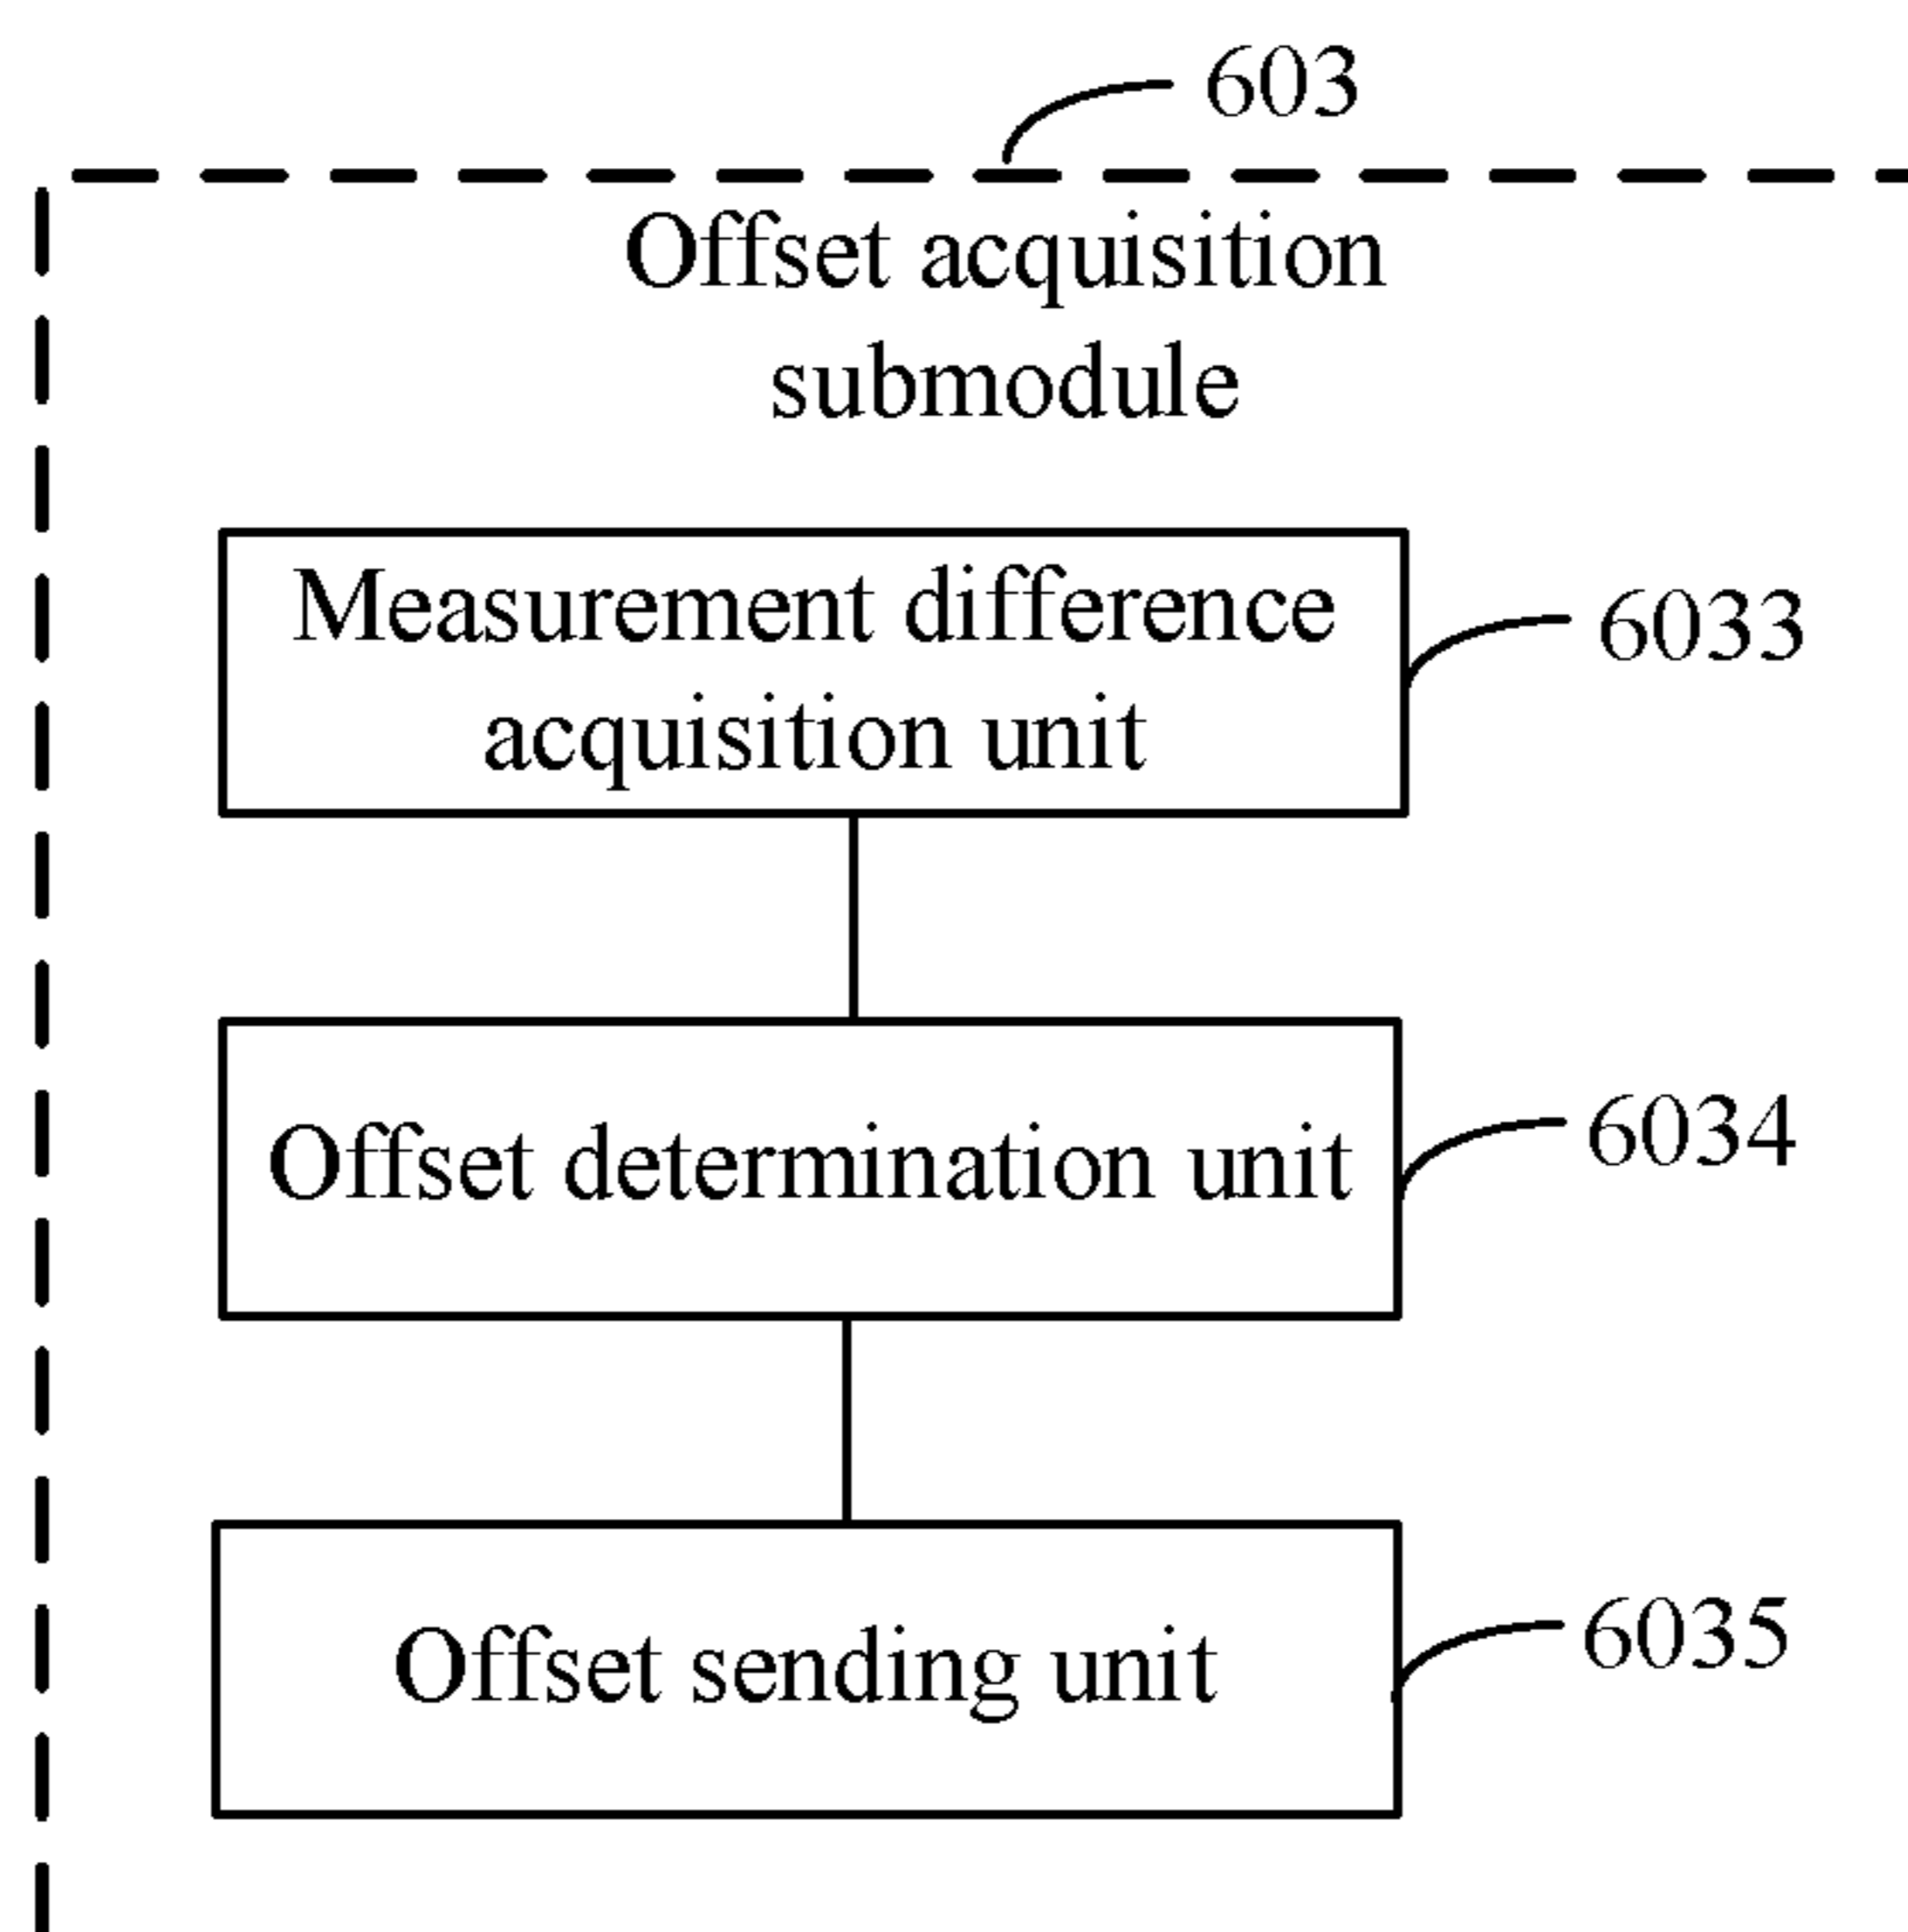 603
Offset acquisition
submodule
Measurement difference
acquisition unit
6033
Offset determination unit
6034
Offset sending unit
6035